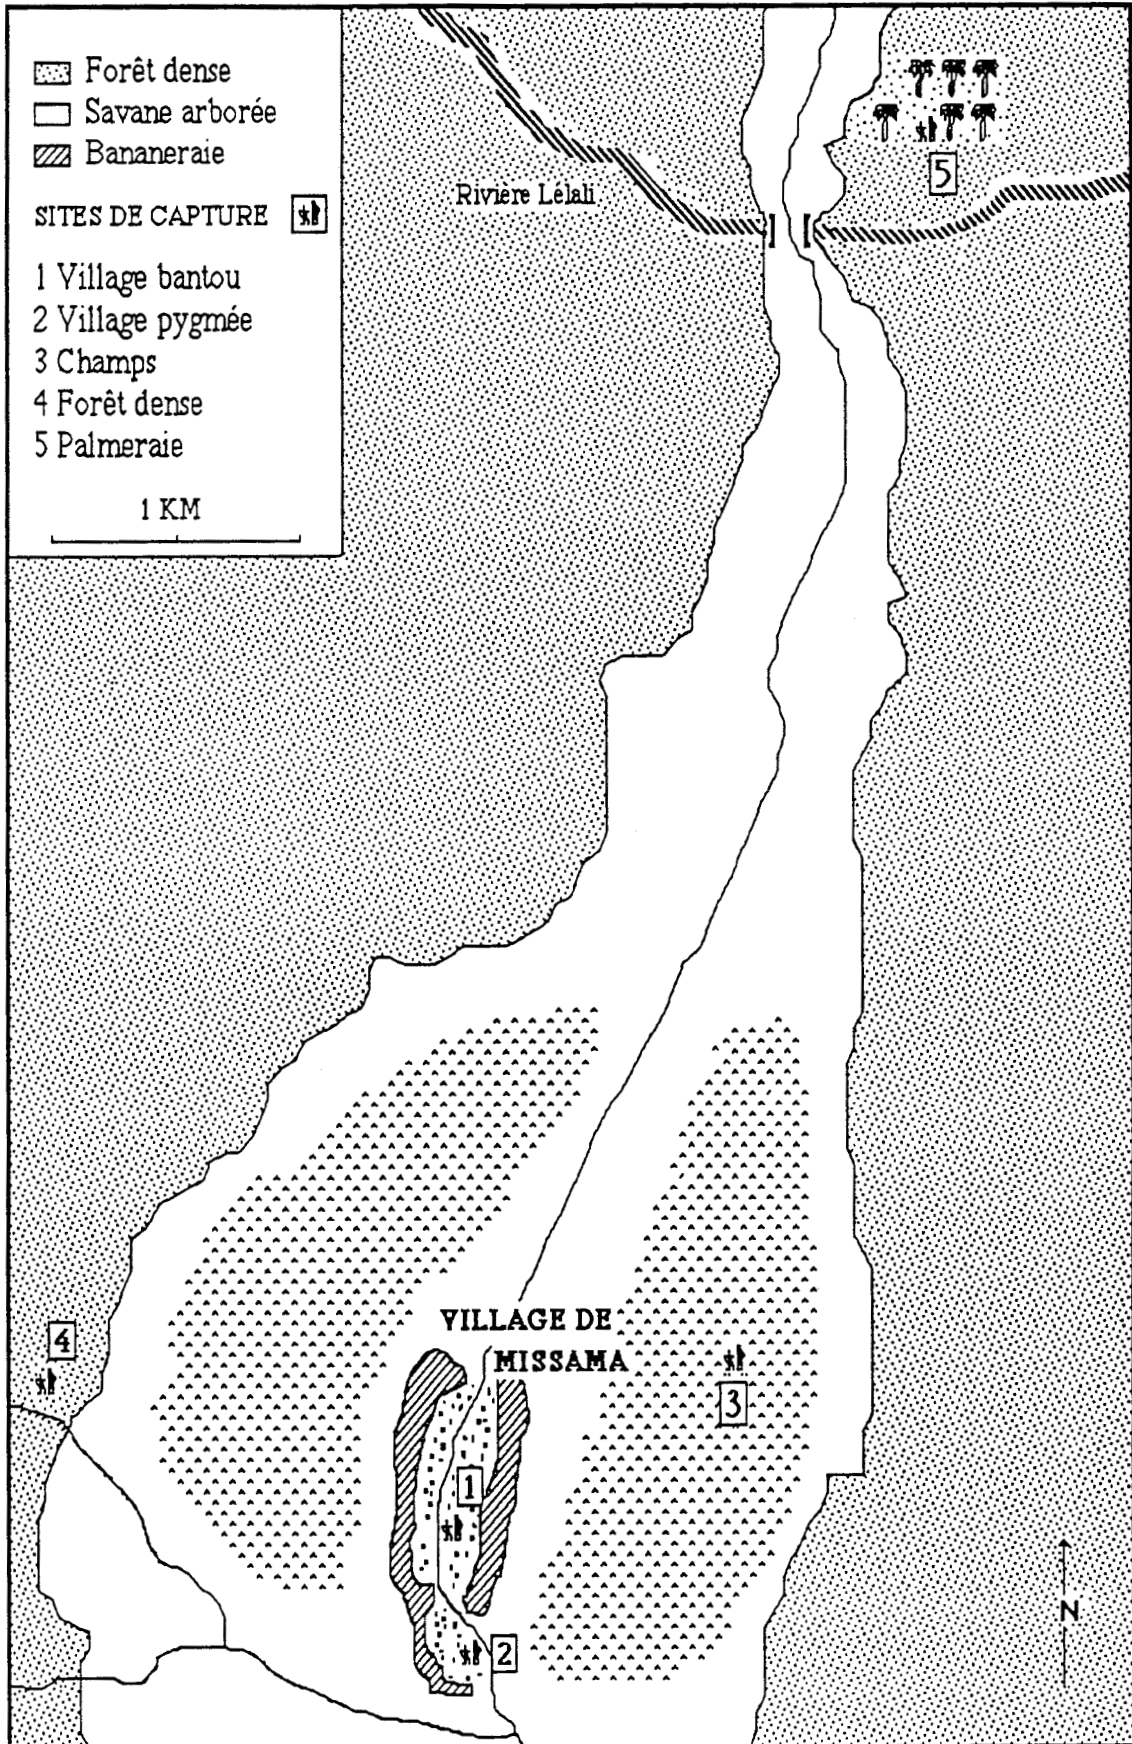 Forêt dense
Savane arborée
Bananeraie
SITES DE CAPTURE
1 Village bantou
2 Village pygmée
3 Champs
4 Forêt dense
5 Palmeraie
1 KM
Rivière Lélali
5
4
VILLAGE DE
MISSAMA
3
1
2
N